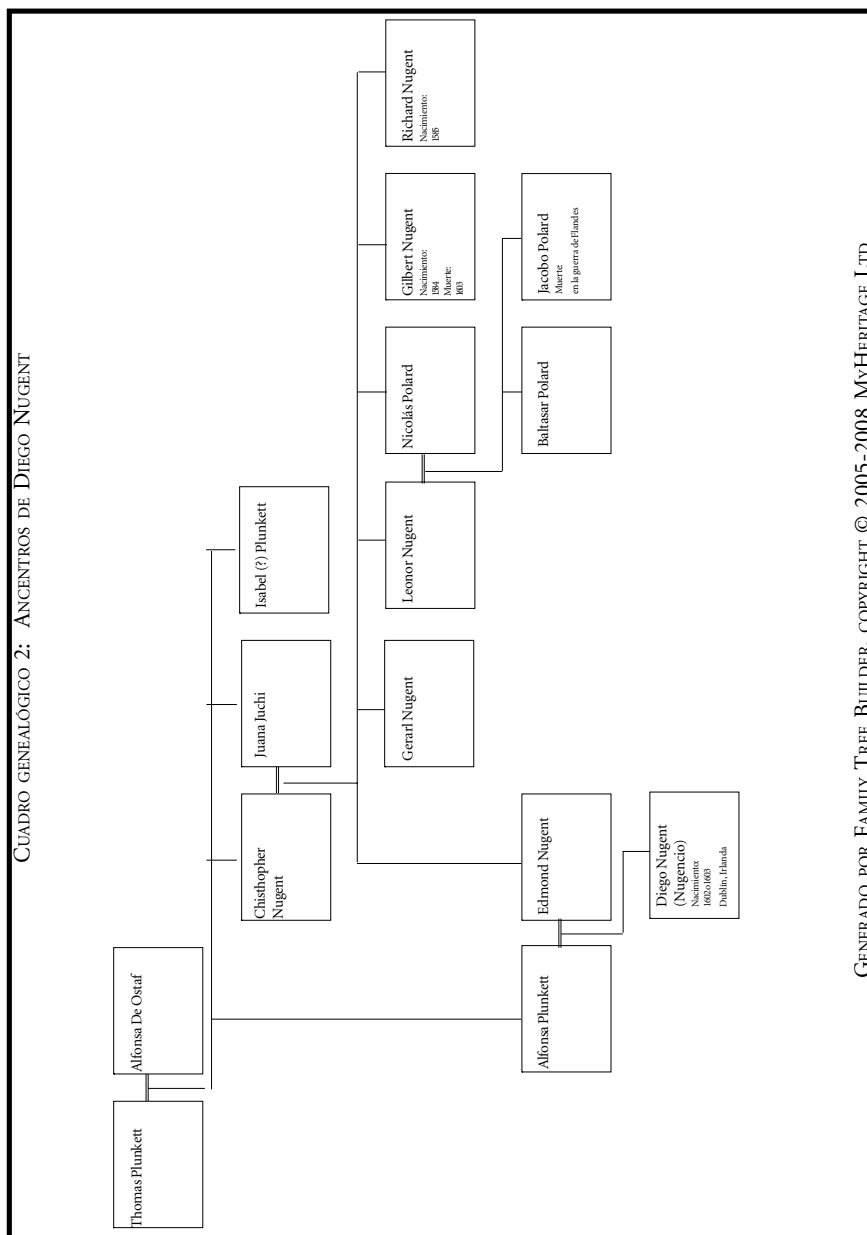 CUADRO GENEALÓGICO 2: ANCENTROS DE DIEGO NUGENT
Thomas Plunkett
Alfonsa De Ostaf
Chisthopher
Nugent
Juana Juchi
Isabel (?) Plunkett
Gerarl Nugent
Leonor Nugent
Nicolás Polard
Gilbert Nugent
Nacimiento:
1584
Muerte:
1603
Richard Nugent
Nacimiento:
1585
Alfonsa Plunkett
Edmond Nugent
Baltasar Polard
Jacobo Polard
Muerte:
en la guerra de Flandes
Diego Nugent
(Nugencio)
Nacimiento:
1602 o 1603
Dublin, Irlanda
GENERADO POR FAMILY TREE BUILDER, COPYRIGHT © 2005-2008 MYHERITAGE LTD